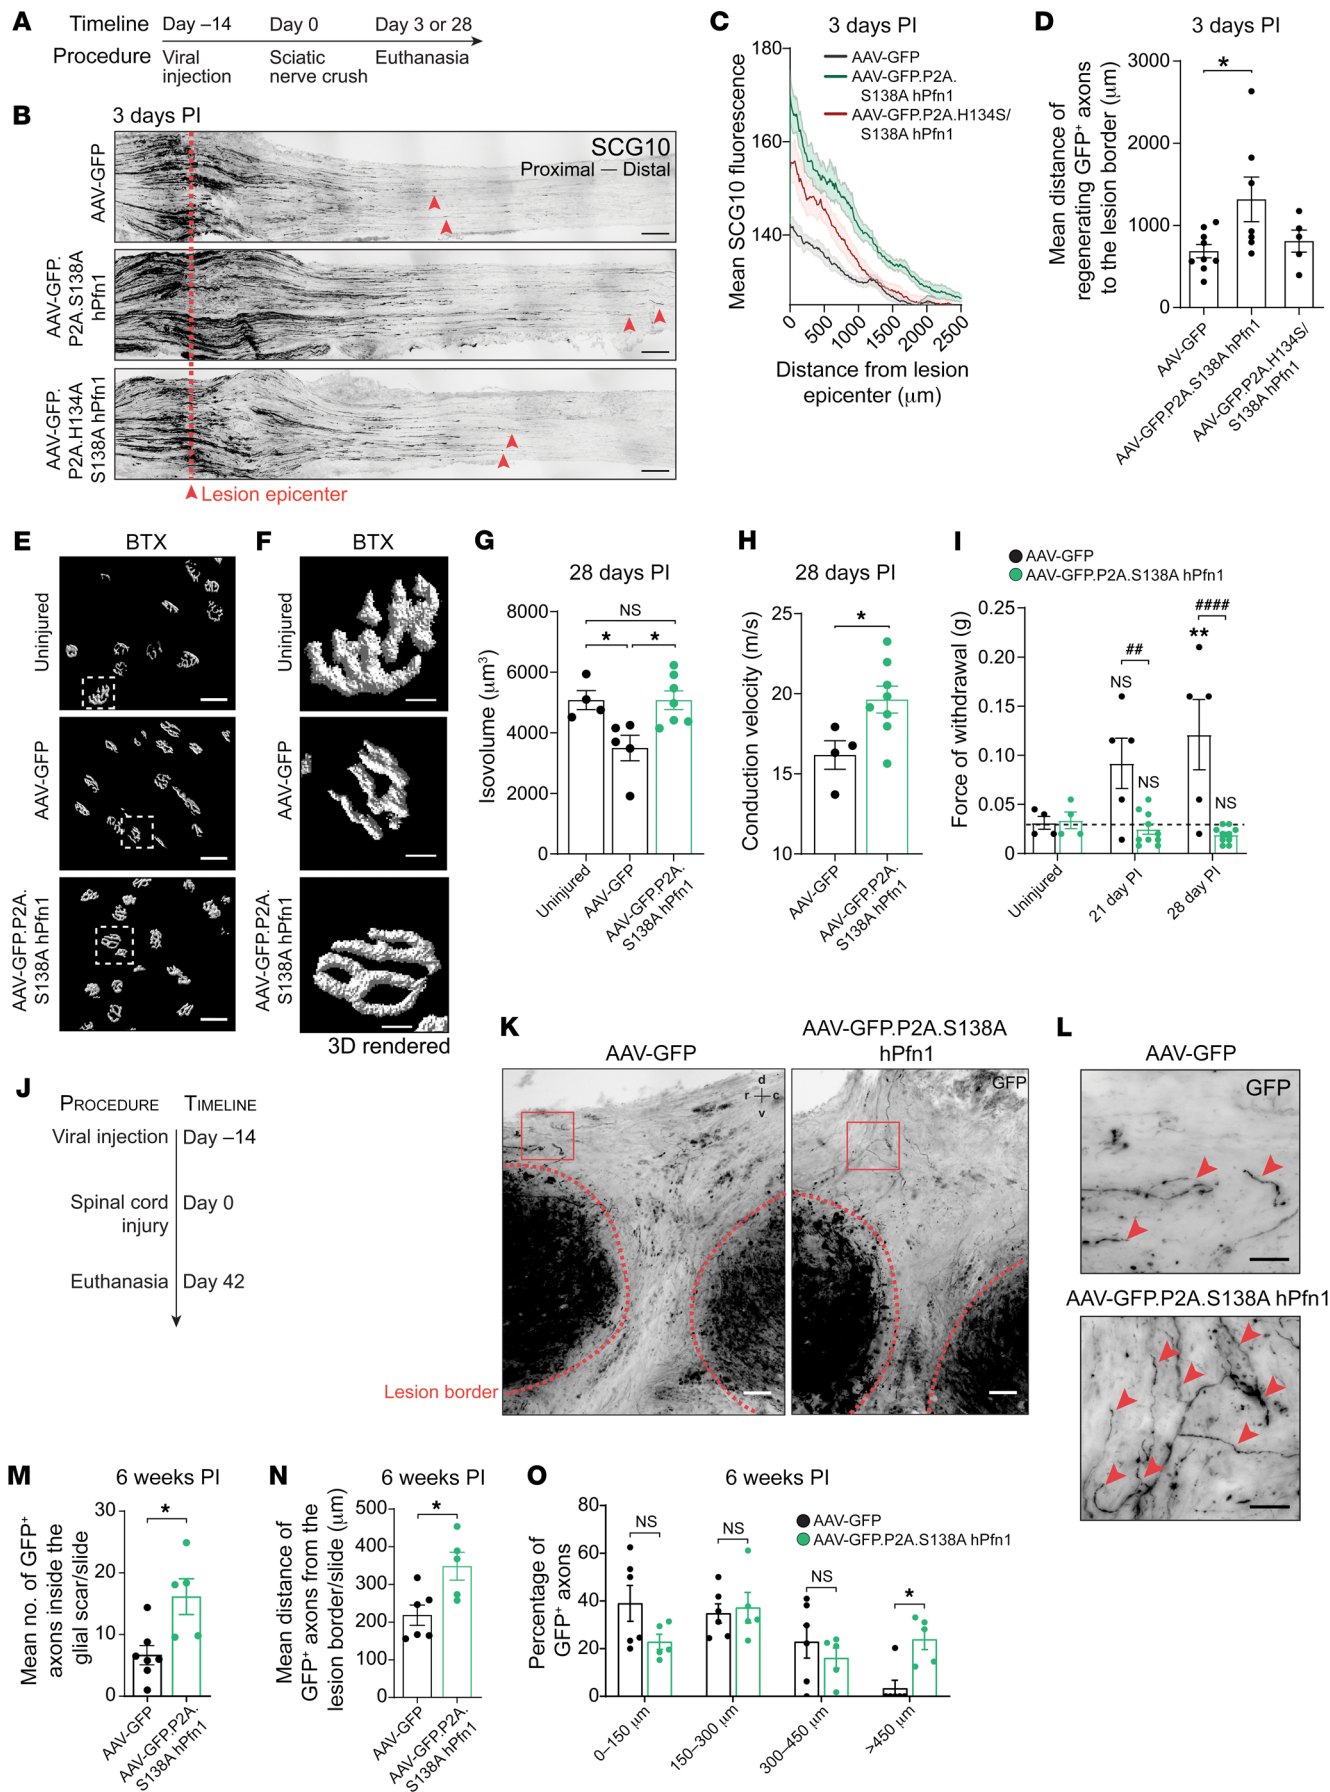 A
Timeline Day –14 Day 0 Day 3 or 28
Procedure Viral injection Sciatic nerve crush Euthanasia
B
3 days PI
SCG10
Proximal — Distal
AAV-GFP
AAV-GFP.
P2A.S138A
hPfn1
AAV-GFP.
P2A.H134A
S138A hPfn1
Lesion epicenter
C
3 days PI
AAV-GFP
AAV-GFP.P2A.
S138A hPfn1
AAV-GFP.P2A.H134S/
S138A hPfn1
Mean SCG10 fluorescence
180
160
140
0 500 1000 1500 2000 2500
Distance from lesion
epicenter (μm)
D
3 days PI
Mean distance of
regenerating GFP+ axons
to the lesion border (μm)
3000
2000
1000
0
*
AAV-GFP
AAV-GFP.P2A.S138A hPfn1
AAV-GFP.P2A.H134S/
S138A hPfn1
E
BTX
Uninjured
AAV-GFP
AAV-GFP.P2A.
S138A hPfn1
F
BTX
Uninjured
AAV-GFP
AAV-GFP.P2A.
S138A hPfn1
3D rendered
G
28 days PI
Isovolume (μm3)
8000
6000
4000
2000
0
NS
* *
Uninjured
AAV-GFP
AAV-GFP.P2A.
S138A hPfn1
H
28 days PI
Conduction velocity (m/s)
25
20
15
10
*
AAV-GFP
AAV-GFP.P2A.
S138A hPfn1
I
AAV-GFP
AAV-GFP.P2A.S138A hPfn1
Force of withdrawal (g)
0.25
0.20
0.15
0.10
0.05
0
##
NS
NS
####
**
NS
Uninjured
21 day PI
28 day PI
J
PROCEDURE TIMELINE
Viral injection Day –14
Spinal cord
injury
Day 0
Euthanasia Day 42
K
AAV-GFP
AAV-GFP.P2A.S138A
hPfn1
d
r c
v
GFP
Lesion border
L
AAV-GFP
GFP
AAV-GFP.P2A.S138A hPfn1
M
6 weeks PI
Mean no. of GFP+
axons inside the
glial scar/slide
30
20
10
0
*
AAV-GFP
AAV-GFP.P2A.
S138A hPfn1
N
6 weeks PI
Mean distance of
GFP+ axons from the
lesion border/slide (μm)
500
400
300
200
100
0
*
AAV-GFP
AAV-GFP.P2A.
S138A hPfn1
O
6 weeks PI
AAV-GFP
AAV-GFP.P2A.S138A hPfn1
Percentage of
GFP+ axons
80
60
40
20
0
NS
NS
NS
*
0–150 μm
150–300 μm
300–450 μm
>450 μm